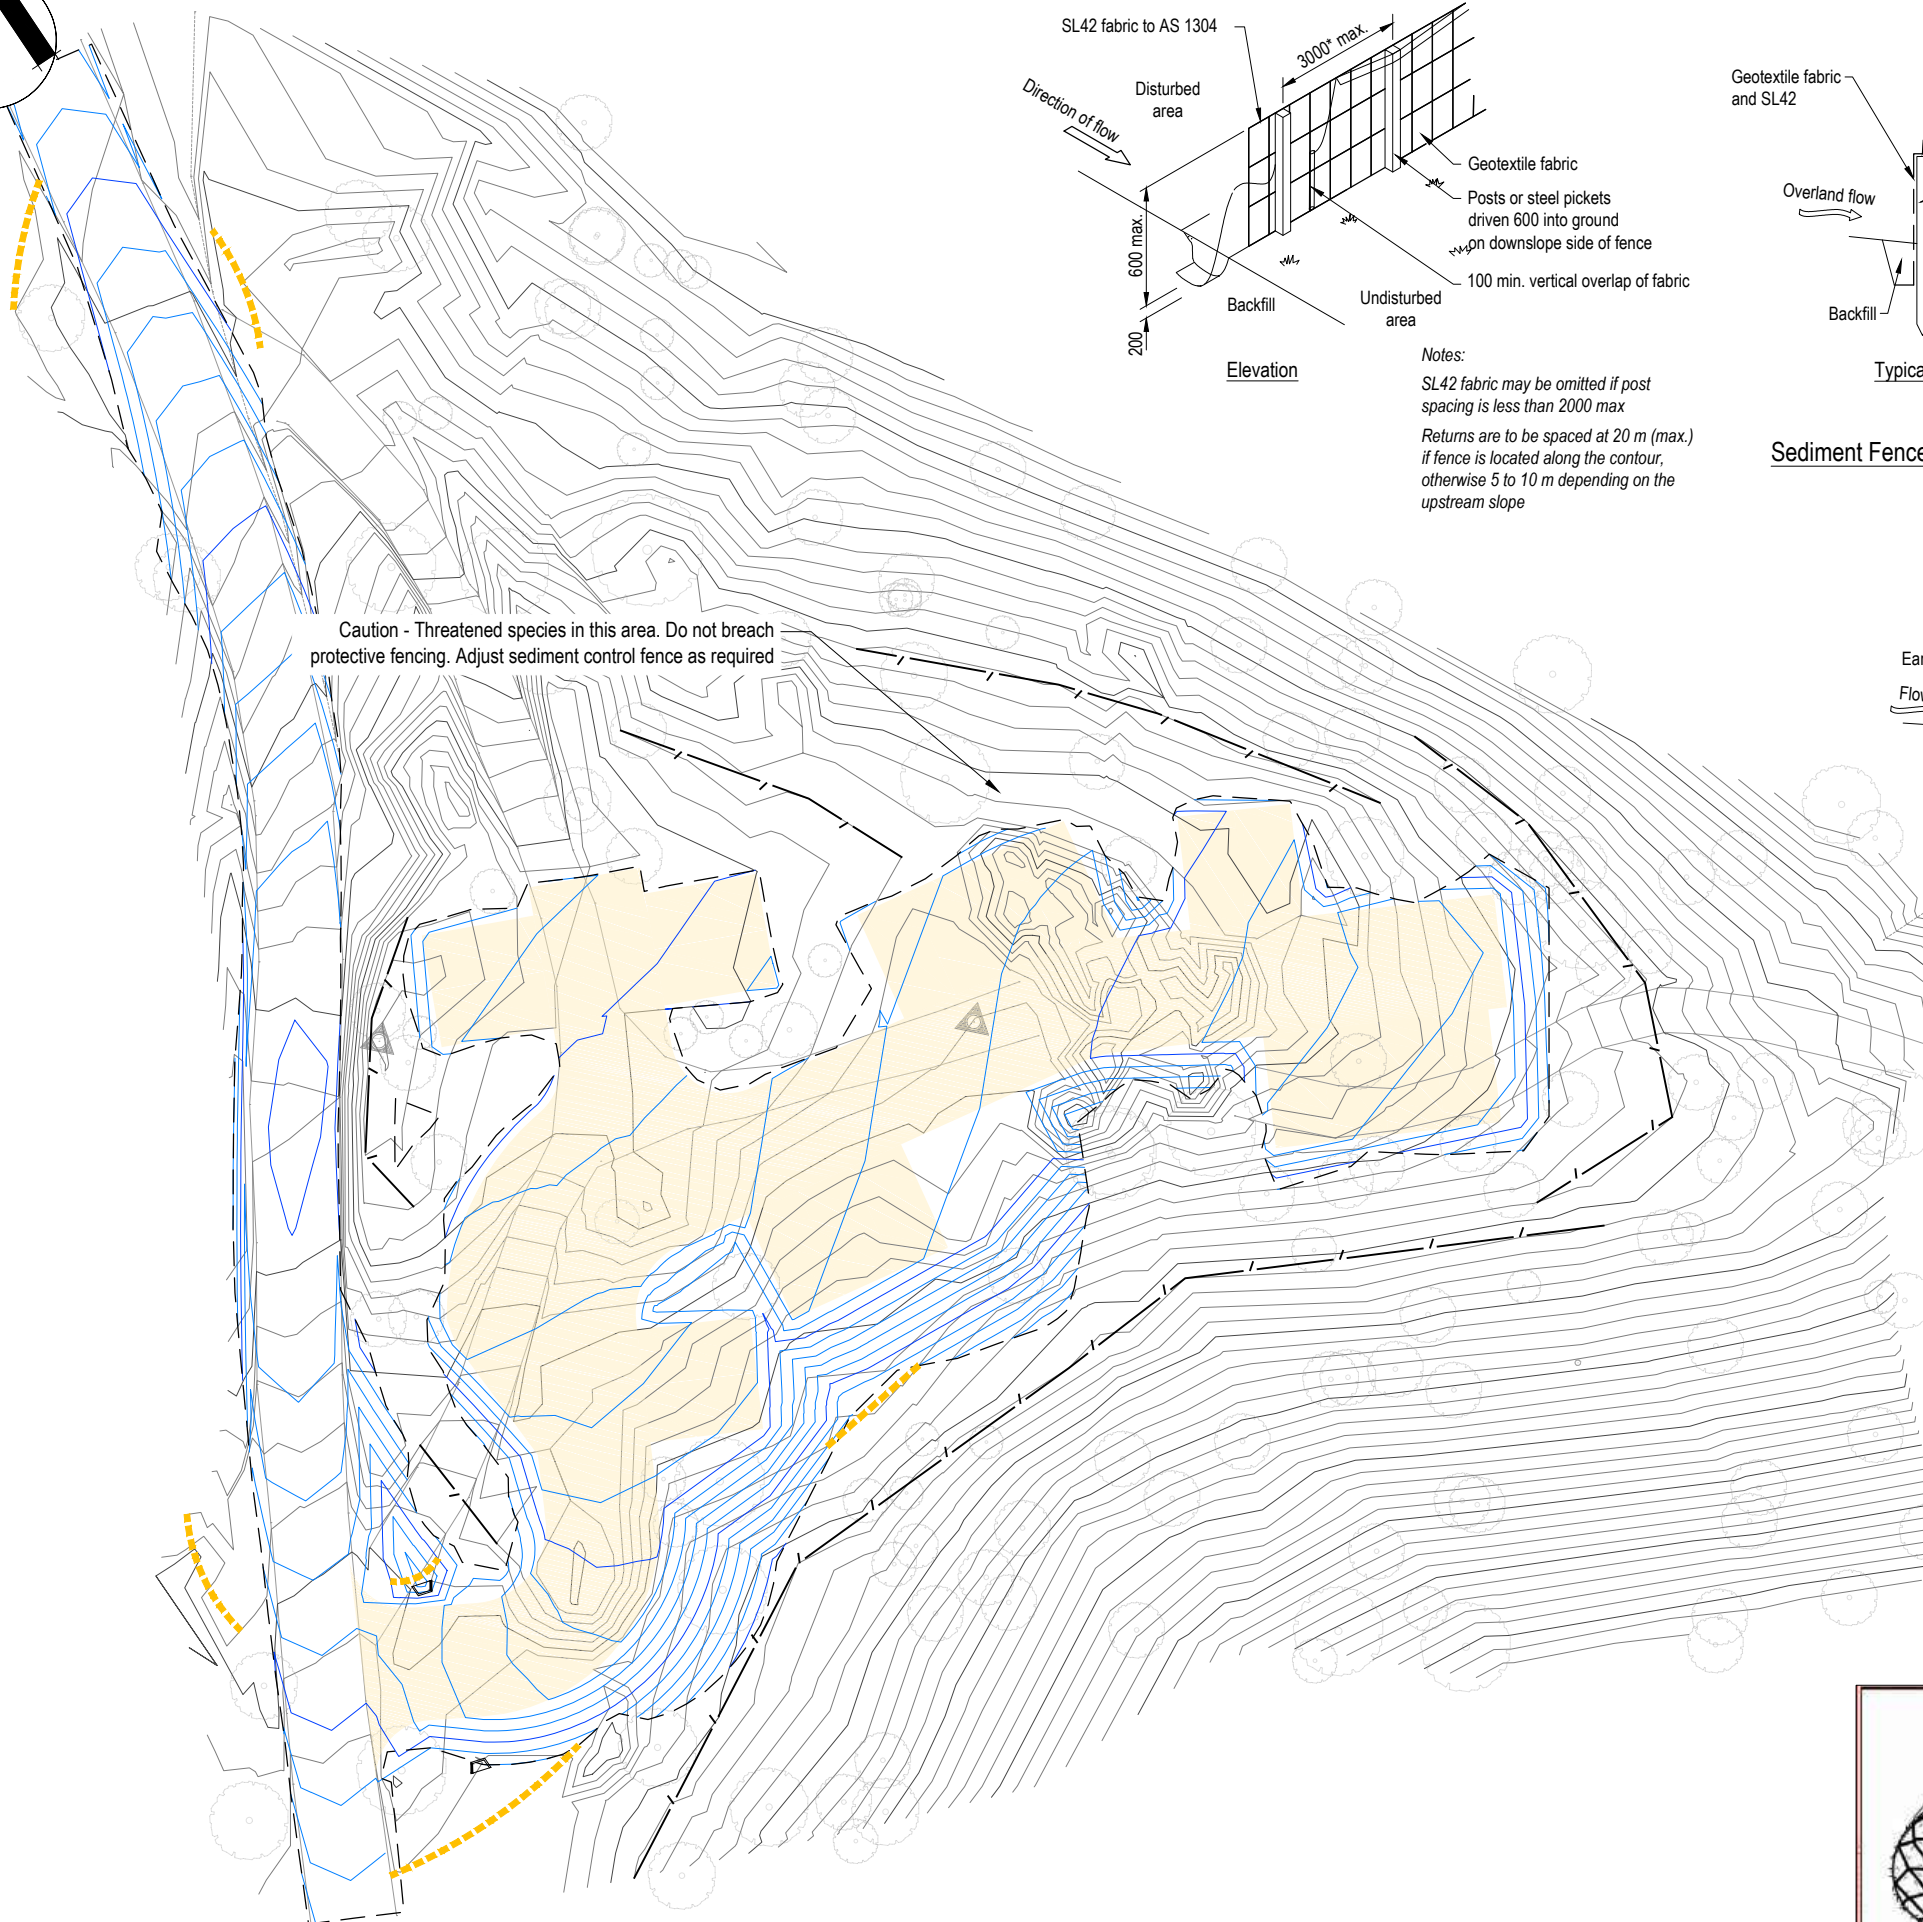 SL42 fabric to AS 1304
3000* max.
Direction of flow
Disturbed
area
600 max.
200
Geotextile fabric
Posts or steel pickets
driven 600 into ground
on downslope side of fence
100 min. vertical overlap of fabric
Backfill
Undisturbed
area
Elevation
Notes:
SL42 fabric may be omitted if post
spacing is less than 2000 max
Returns are to be spaced at 20 m (max.)
if fence is located along the contour,
otherwise 5 to 10 m depending on the
upstream slope
Geotextile fabric
and SL42
Overland flow
Backfill
Typica
Sediment Fence
Ear
Flow
Caution - Threatened species in this area. Do not breach
protective fencing. Adjust sediment control fence as required